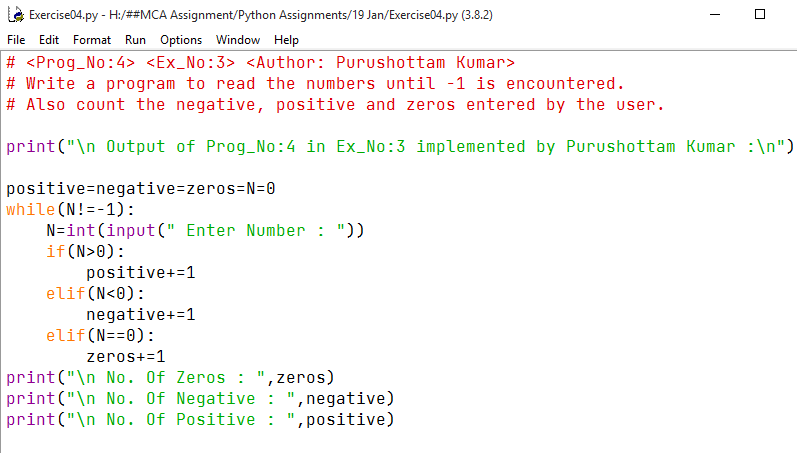 Exercise04.py - H:/##MCA Assignment/Python Assignments/19 Jan/Exercise04.py (3.8.2)
File Edit Format Run Options Window Help
# <Prog_No:4> <Ex_No:3> <Author: Purushottam Kumar>
# Write a program to read the numbers until -1 is encountered.
# Also count the negative, positive and zeros entered by the user.

print("\n Output of Prog_No:4 in Ex_No:3 implemented by Purushottam Kumar :\n")

positive=negative=zeros=N=0
while(N!=-1):
    N=int(input(" Enter Number : "))
    if(N>0):
        positive+=1
    elif(N<0):
        negative+=1
    elif(N==0):
        zeros+=1
print("\n No. Of Zeros : ",zeros)
print("\n No. Of Negative : ",negative)
print("\n No. Of Positive : ",positive)